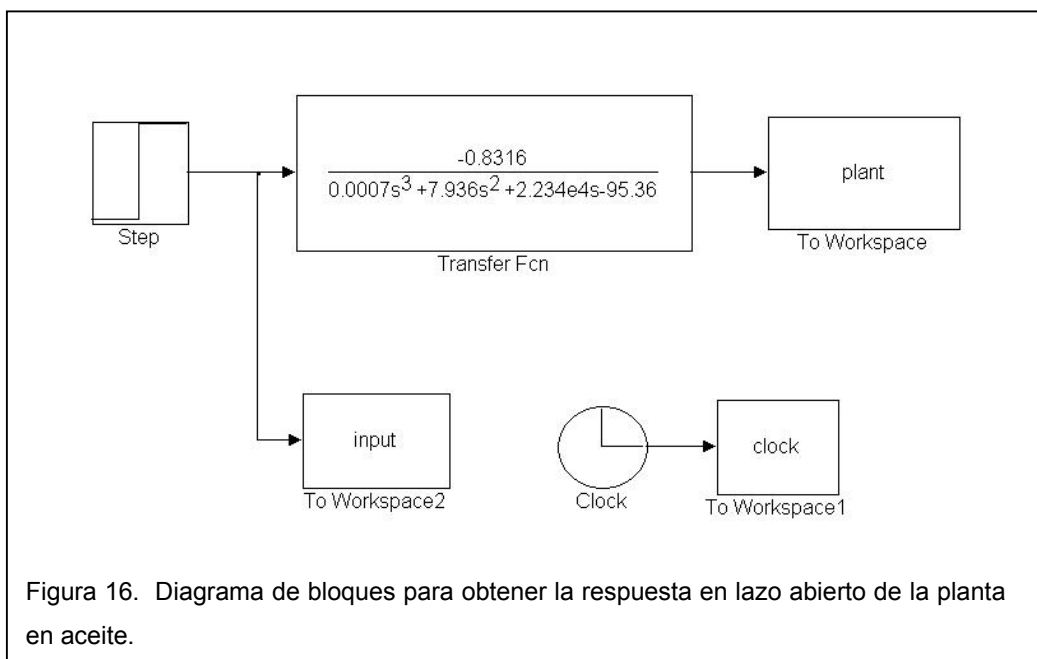 -0.8316
0.0007s3 +7.936s2 +2.234e4s-95.36
plant
Step
To Workspace
Transfer Fcn
input
clock
To Workspace2
Clock
To Workspace1
Figura 16. Diagrama de bloques para obtener la respuesta en lazo abierto de la planta
en aceite.